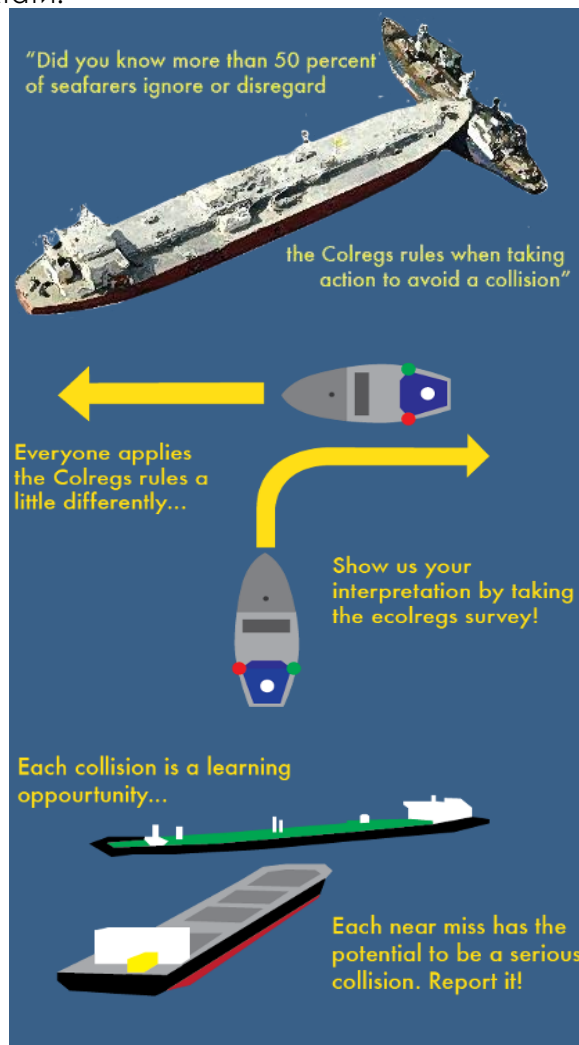 “Did you know more than 50 percent
of seafarers ignore or disregard
the Colregs rules when taking
action to avoid a collision”
Everyone applies
the Colregs rules a
little differently...
Show us your
interpretation by taking
the ecolregs survey!
Each collision is a learning
oppourtunity...
Each near miss has the
potential to be a serious
collision. Report it!